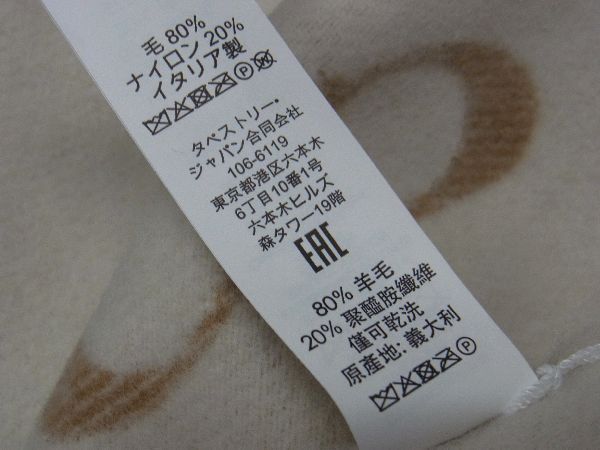 毛 80%
ナイロン 20%
イタリア製
タペストリー・
ジャパン合同会社
106-6119
東京都港区六本木
6丁目10番1号
六本木ヒルズ
森タワー19階
EAC
80% 羊毛
20% 聚醯胺纖維
僅可乾洗
原產地: 義大利